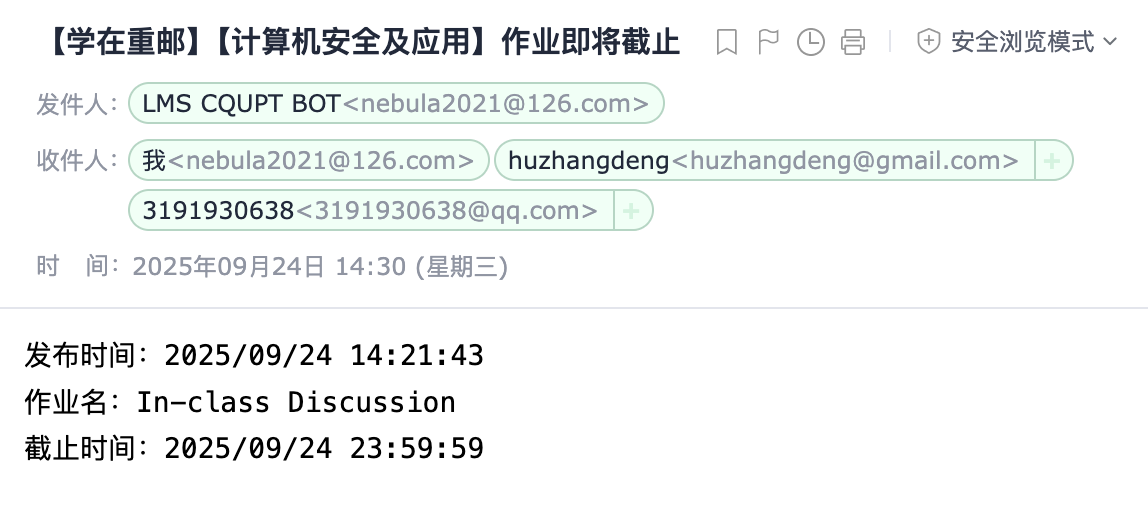 【学在重邮】【计算机安全及应用】作业即将截止 安全浏览模式
发件人： LMS CQUPT BOT<nebula2021@126.com>
收件人： 我<nebula2021@126.com> huzhangdeng<huzhangdeng@gmail.com> +
3191930638<3191930638@qq.com> +
时 间： 2025年09月24日 14:30 (星期三)
发布时间：2025/09/24 14:21:43
作业名：In-class Discussion
截止时间：2025/09/24 23:59:59